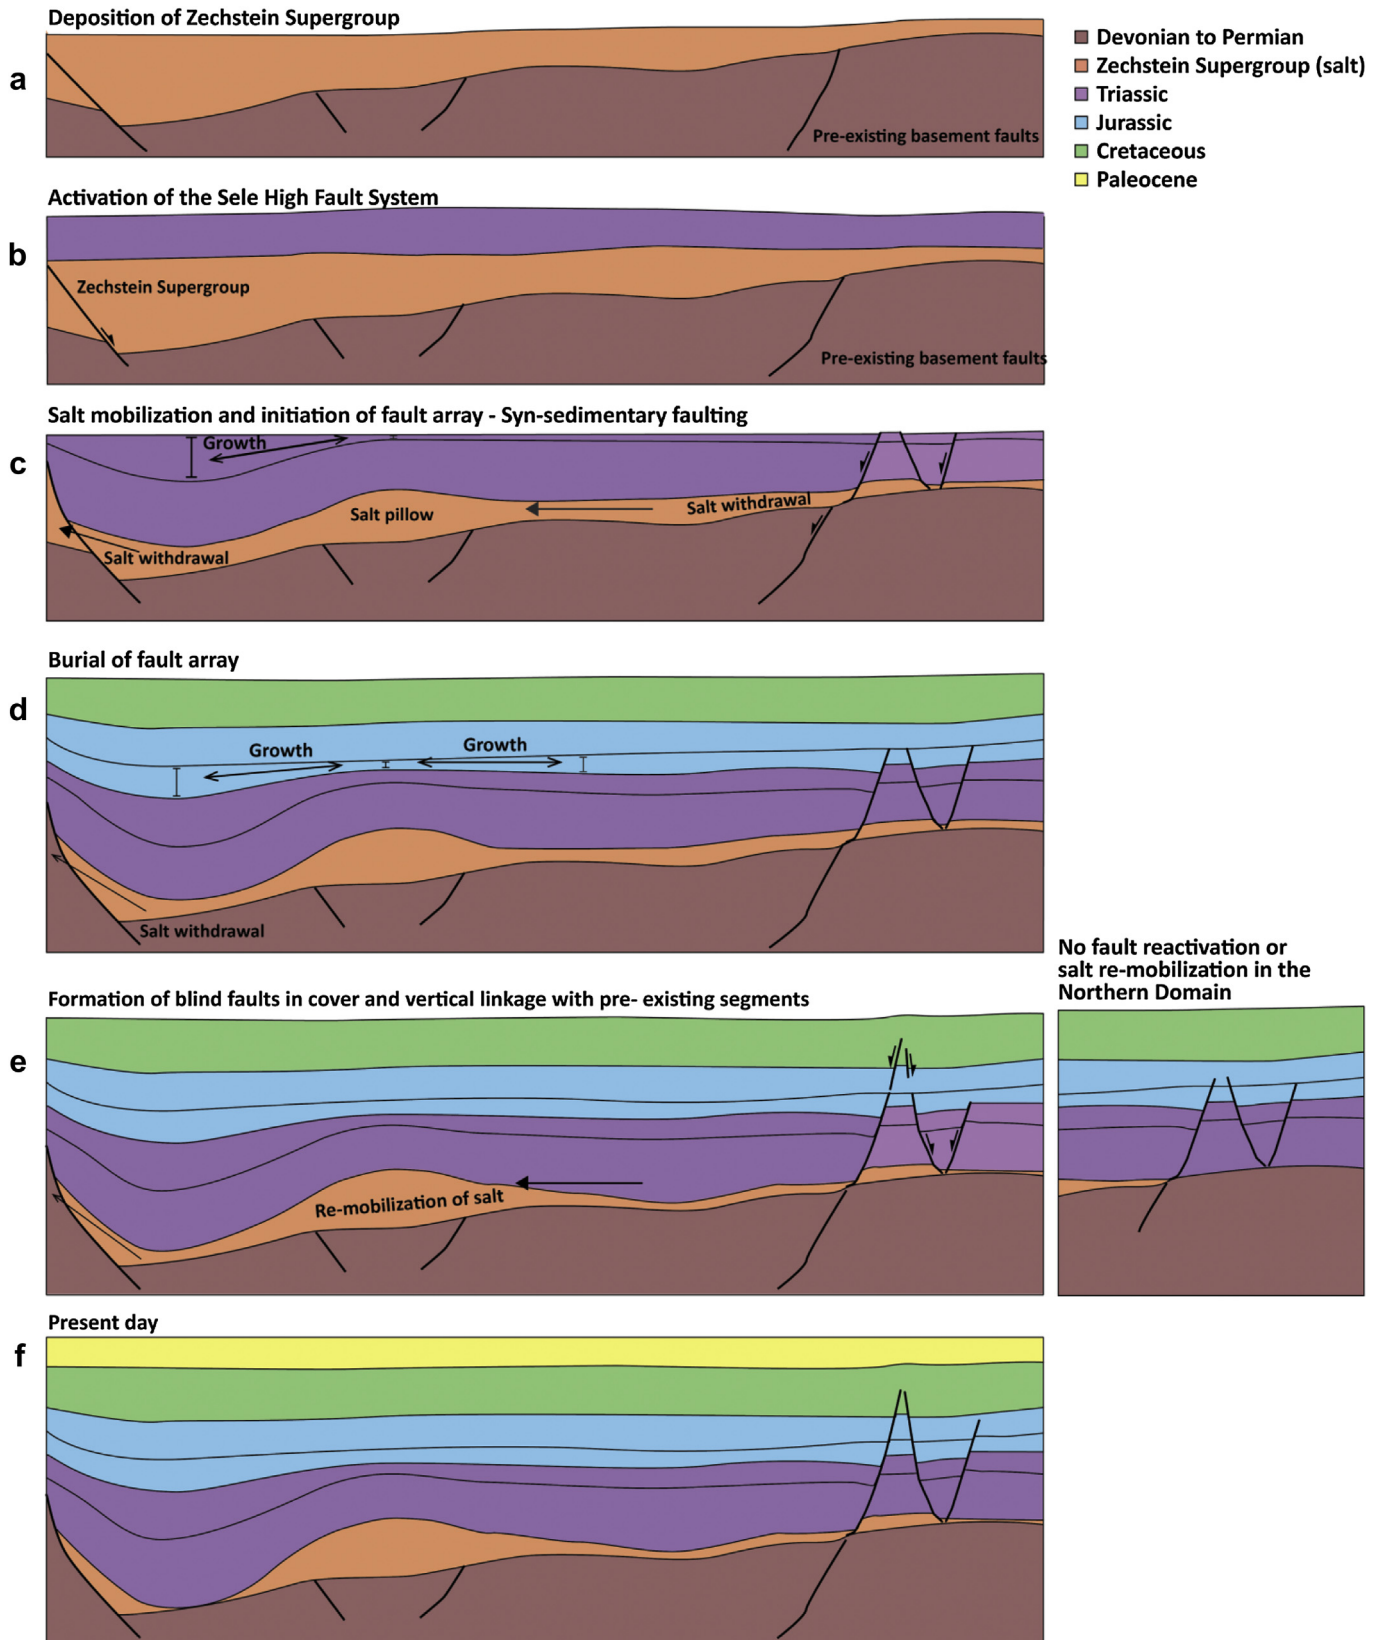 Deposition of Zechstein Supergroup
a
Pre-existing basement faults
Devonian to Permian
Zechstein Supergroup (salt)
Triassic
Jurassic
Cretaceous
Paleocene
Activation of the Sele High Fault System
b
Zechstein Supergroup
Pre-existing basement faults
Salt mobilization and initiation of fault array - Syn-sedimentary faulting
c
Growth
Salt pillow
Salt withdrawal
Salt withdrawal
Burial of fault array
d
Growth
Growth
Salt withdrawal
Formation of blind faults in cover and vertical linkage with pre- existing segments
e
Re-mobilization of salt
No fault reactivation or
salt re-mobilization in the
Northern Domain
Present day
f